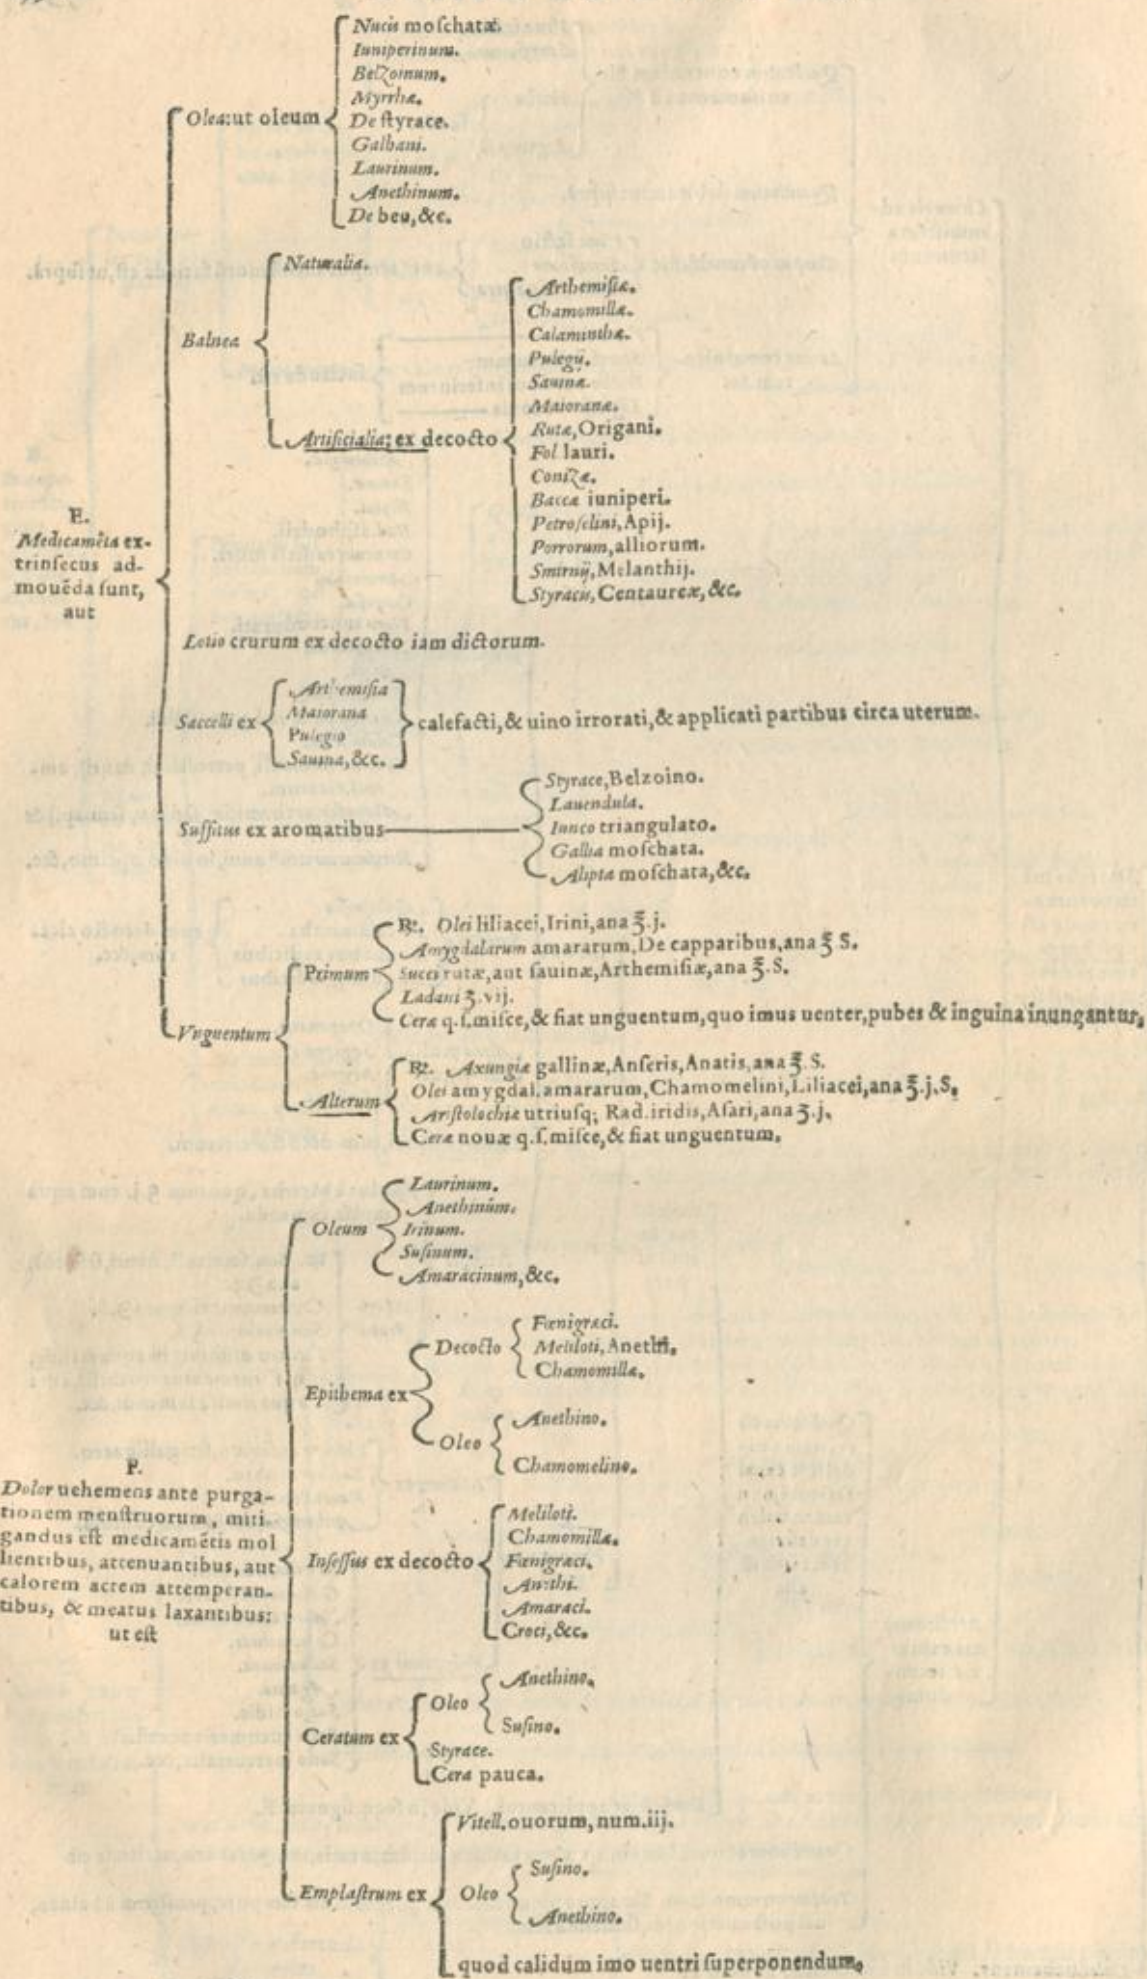 E.
Medicamẽta ex-
trinſecus ad-
mouẽda ſunt,
aut
Olea: ut oleum
Nucis moſchatæ.
Iuniperinum.
Belzoinum.
Myrrhæ.
De ſtyrace.
Galbani.
Laurinum.
Anethinum.
De beu, &c.
Balnea
Naturalia.
Artificialia: ex decocto
Arthemiſiæ.
Chamomillæ.
Calaminthæ.
Pulegij.
Sauinæ.
Maioranæ.
Rutæ, Origani.
Fol lauri.
Conizæ.
Baccæ iuniperi.
Petroſelini, Apij.
Porrorum, alliorum.
Smirnij, Melanthij.
Styracis, Centaureæ, &c.
Lotio crurum ex decocto iam dictorum.
Saccelli ex
Arthemiſia
Maiorana
Pulegio
Sauina, &c.
calefacti, & uino irrorati, & applicati partibus circa uterum.
Suffitus ex aromatibus
Styrace, Belzoino.
Lauendula.
Iunco triangulato.
Gallia moſchata.
Alipta moſchata, &c.
Vnguentum
Primum
℞. Olei liliacei, Irini, ana ℥.j.
Amygdalarum amararum, De capparibus, ana ℥ S.
Succi rutæ, aut ſauinæ, Arthemiſiæ, ana ℥.S.
Ladani ʒ.vij.
Ceræ q.ſ. miſce, & fiat unguentum, quo imus uenter, pubes & inguina inungantur.
Alterum
℞. Axungiæ gallinæ, Anſeris, Anatis, ana ℥.S.
Olei amygdal. amararum, Chamomelini, Liliacei, ana ℥.j.S.
Ariſtolochiæ utriuſq; Rad. iridis, Aſari, ana ʒ.j.
Ceræ nouæ q.ſ. miſce, & fiat unguentum.
F.
Dolor uehemens ante purga-
tionem menſtruorum, miti-
gandus eſt medicamẽtis mol
lientibus, attenuantibus, aut
calorem acrem attemperan-
tibus, & meatus laxantibus:
ut eſt
Oleum
Laurinum.
Anethinum.
Irinum.
Suſinum.
Amaracinum, &c.
Epithema ex
Decocto
Fœnigræci.
Meliloti, Anethi.
Chamomillæ.
Oleo
Anethino.
Chamomelino.
Inſeſſus ex decocto
Meliloti.
Chamomillæ.
Fœnigræci.
Anethi.
Amaraci.
Croci, &c.
Ceratum ex
Oleo
Anethino.
Suſino.
Styrace.
Cera pauca.
Emplaſtrum ex
Vitell. ouorum, num. iij.
Oleo
Suſino.
Anethino.
quod calidum imo uentri ſuperponendum.